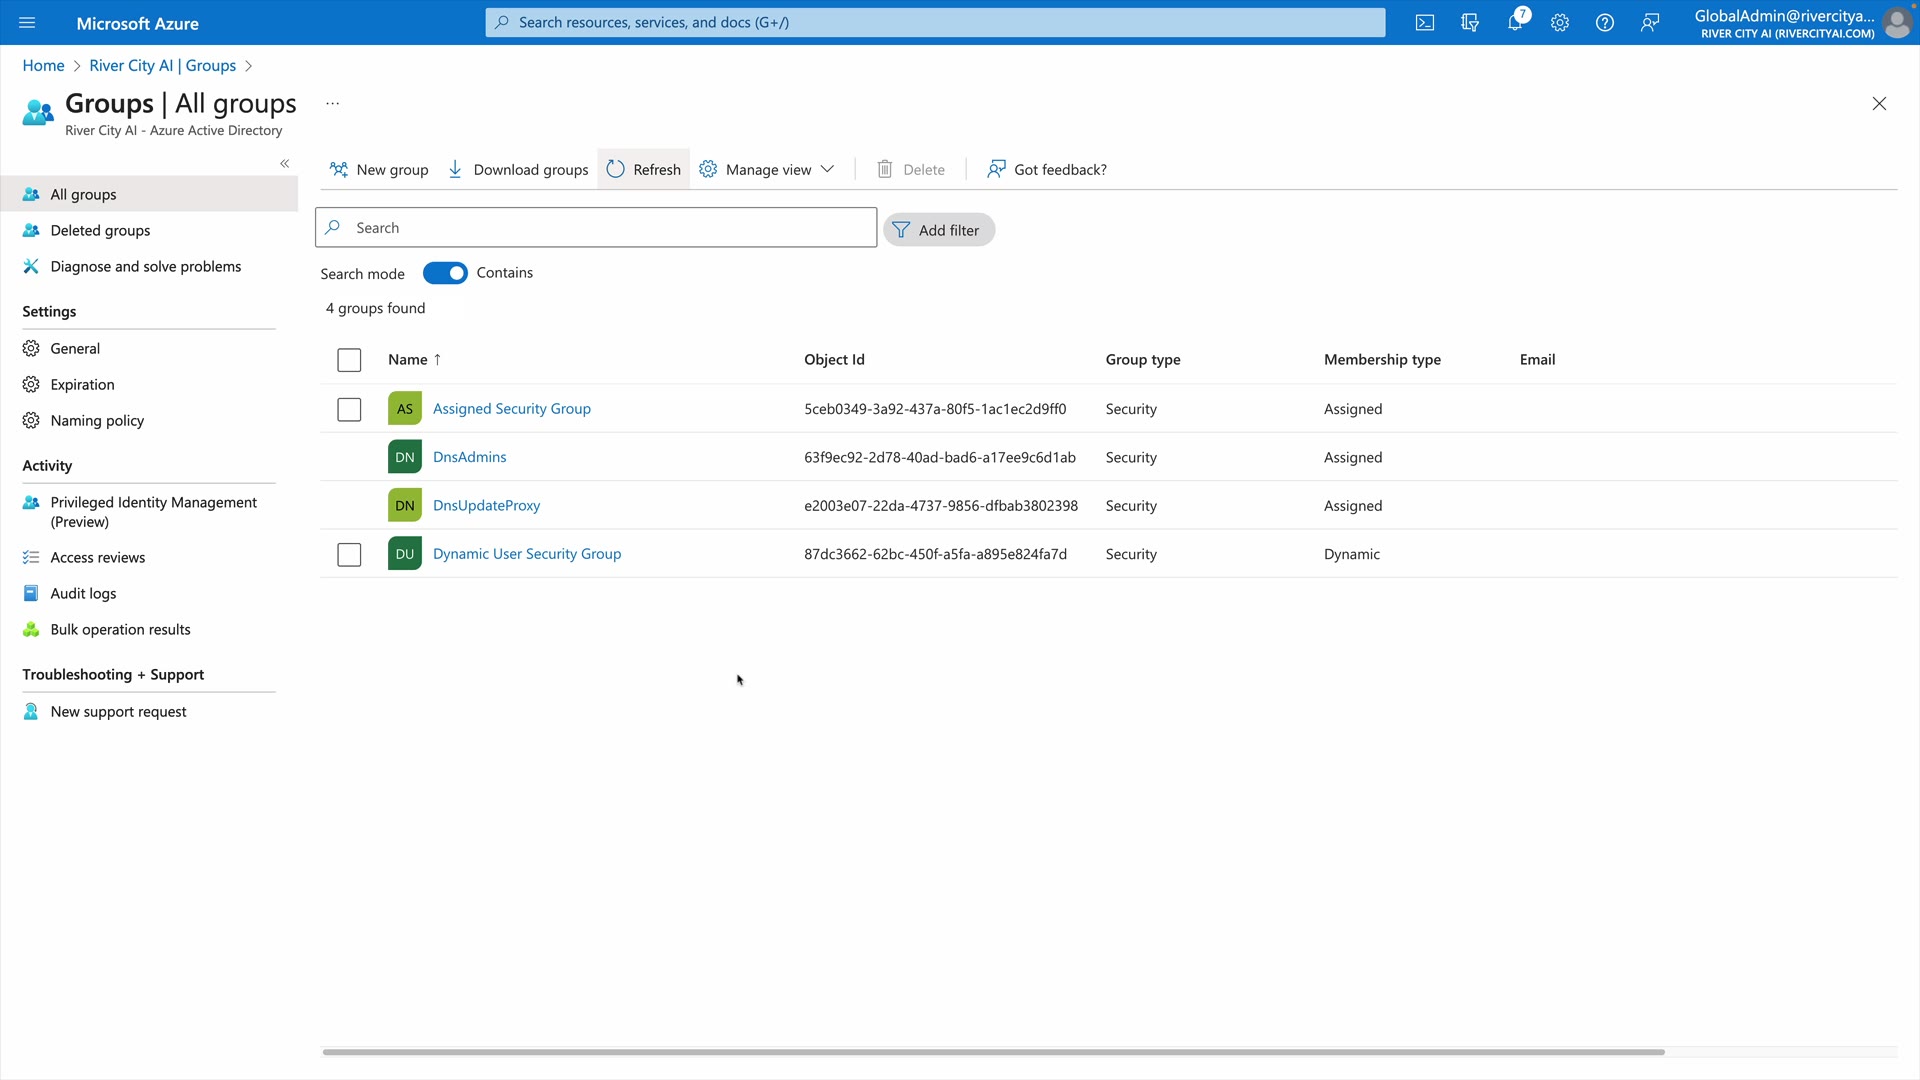 Microsoft Azure
Search resources, services, and docs (G+/)
7
GlobalAdmin@rivercitya...
RIVER CITY AI (RIVERCITYAI.COM)
Home > River City AI | Groups >
Groups | All groups ...
River City AI - Azure Active Directory
«
All groups
Deleted groups
Diagnose and solve problems
Settings
General
Expiration
Naming policy
Activity
Privileged Identity Management
(Preview)
Access reviews
Audit logs
Bulk operation results
Troubleshooting + Support
New support request
New group Download groups Refresh Manage view Delete Got feedback?
Search
Add filter
Search mode Contains
4 groups found
Name ↑ Object Id Group type Membership type Email
AS Assigned Security Group 5ceb0349-3a92-437a-80f5-1ac1ec2d9ff0 Security Assigned
DN DnsAdmins 63f9ec92-2d78-40ad-bad6-a17ee9c6d1ab Security Assigned
DN DnsUpdateProxy e2003e07-22da-4737-9856-dfbab3802398 Security Assigned
DU Dynamic User Security Group 87dc3662-62bc-450f-a5fa-a895e824fa7d Security Dynamic